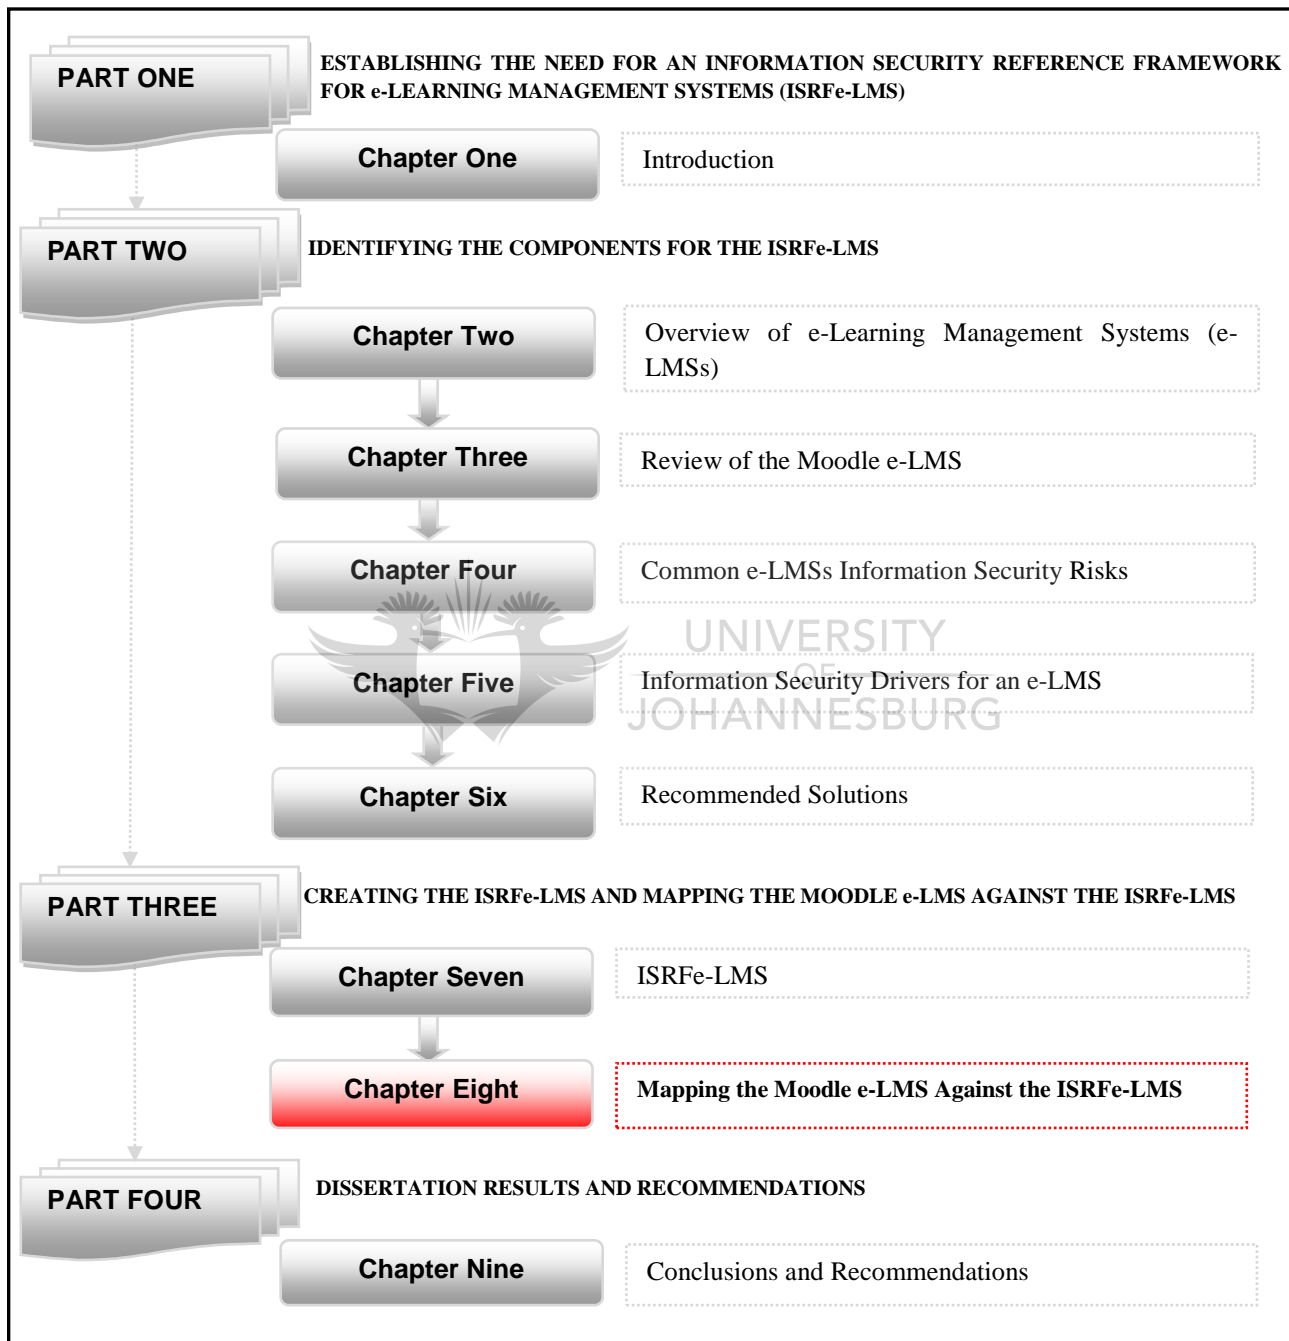 PART ONE
ESTABLISHING THE NEED FOR AN INFORMATION SECURITY REFERENCE FRAMEWORK
FOR e-LEARNING MANAGEMENT SYSTEMS (ISRFe-LMS)
Chapter One
Introduction
PART TWO
IDENTIFYING THE COMPONENTS FOR THE ISRFe-LMS
Chapter Two
Overview of e-Learning Management Systems (e-
LMSs)
Chapter Three
Review of the Moodle e-LMS
Chapter Four
Common e-LMSs Information Security Risks
UNIVERSITY
OF
JOHANNESBURG
Chapter Five
Information Security Drivers for an e-LMS
Chapter Six
Recommended Solutions
PART THREE
CREATING THE ISRFe-LMS AND MAPPING THE MOODLE e-LMS AGAINST THE ISRFe-LMS
Chapter Seven
ISRFe-LMS
Chapter Eight
Mapping the Moodle e-LMS Against the ISRFe-LMS
PART FOUR
DISSERTATION RESULTS AND RECOMMENDATIONS
Chapter Nine
Conclusions and Recommendations